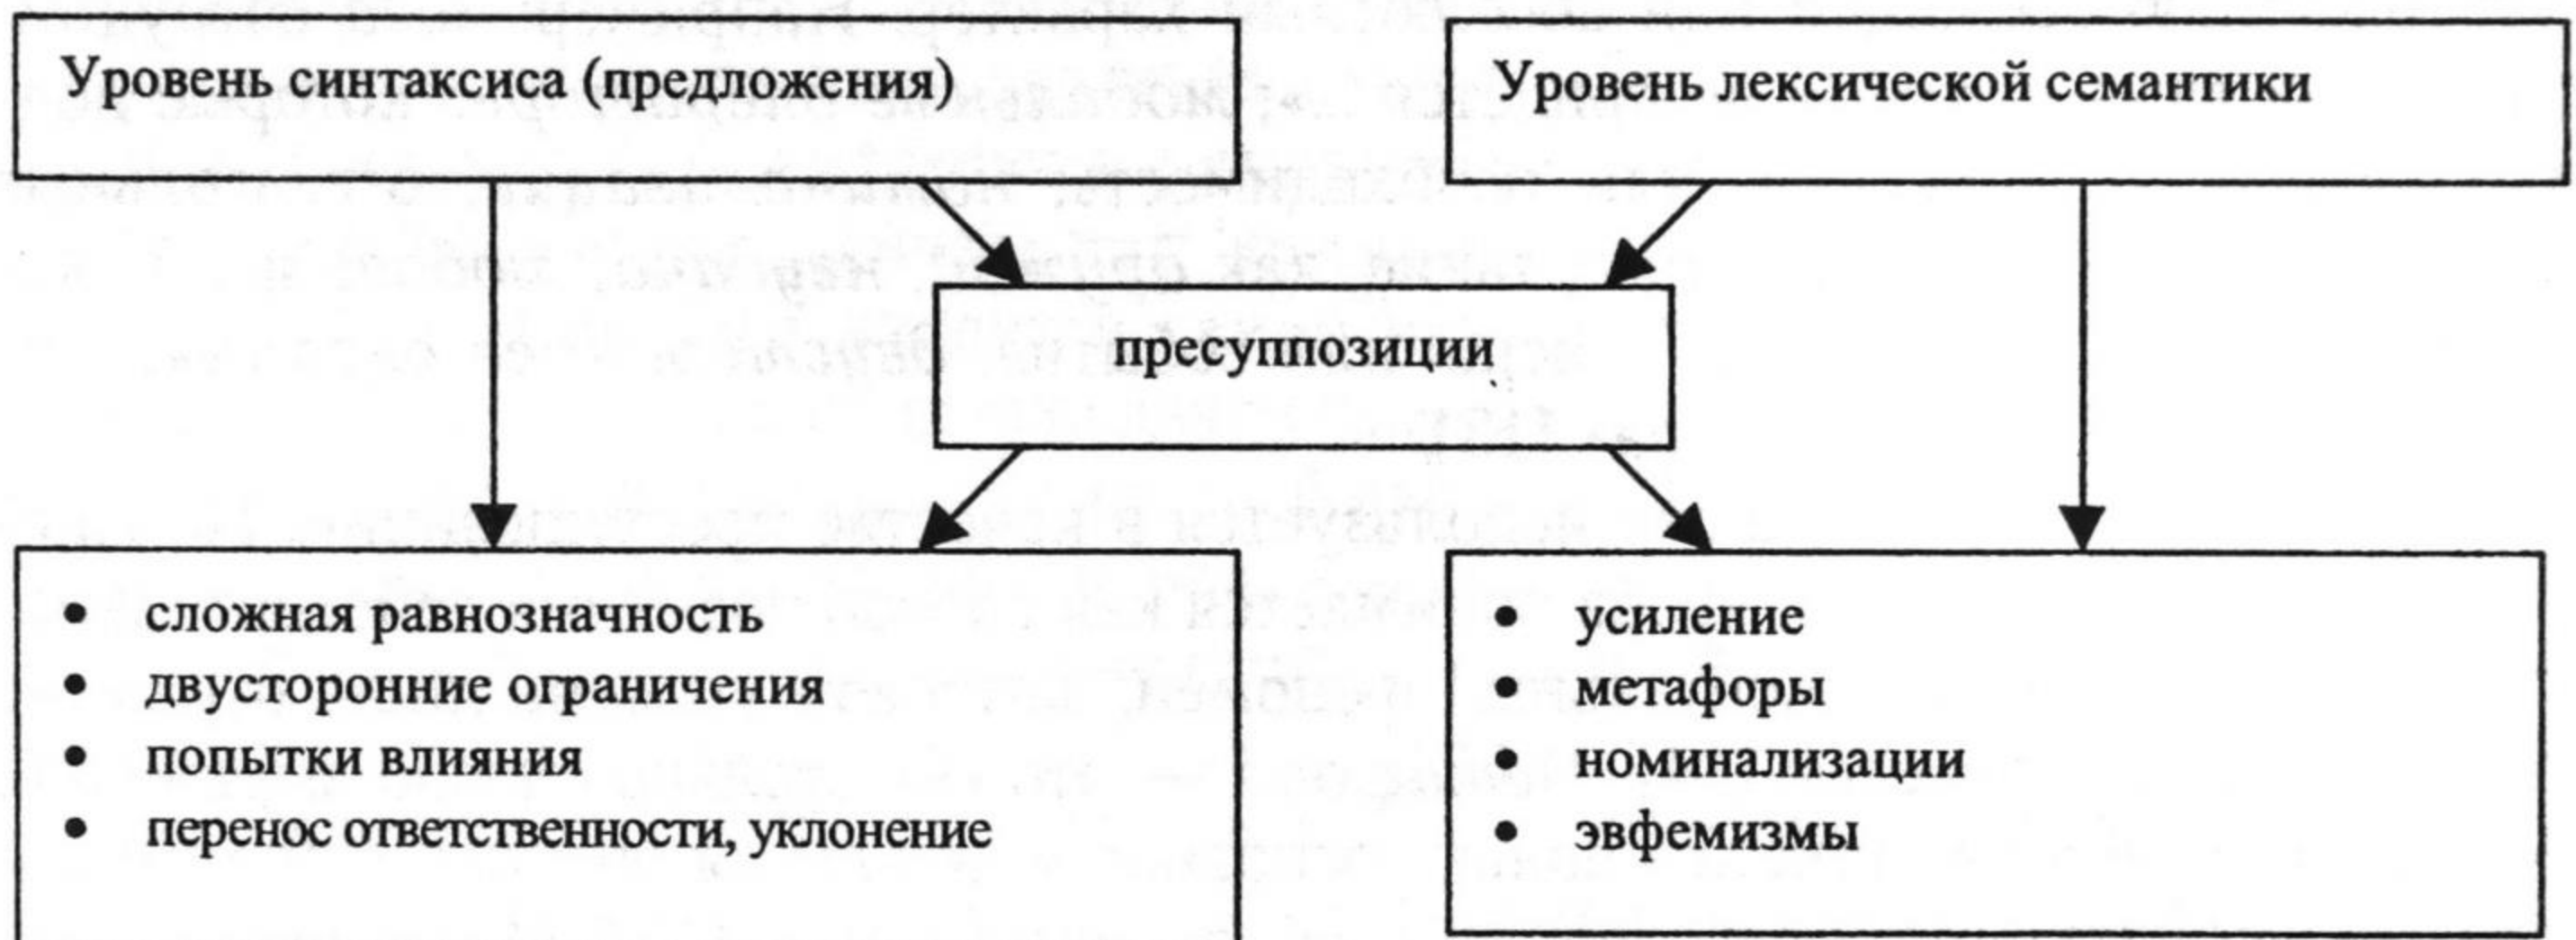 Уровень синтаксиса (предложения)
Уровень лексической семантики
пресуппозиции
• сложная равнозначность
• двусторонние ограничения
• попытки влияния
• перенос ответственности, уклонение
• усиление
• метафоры
• номинализации
• эвфемизмы